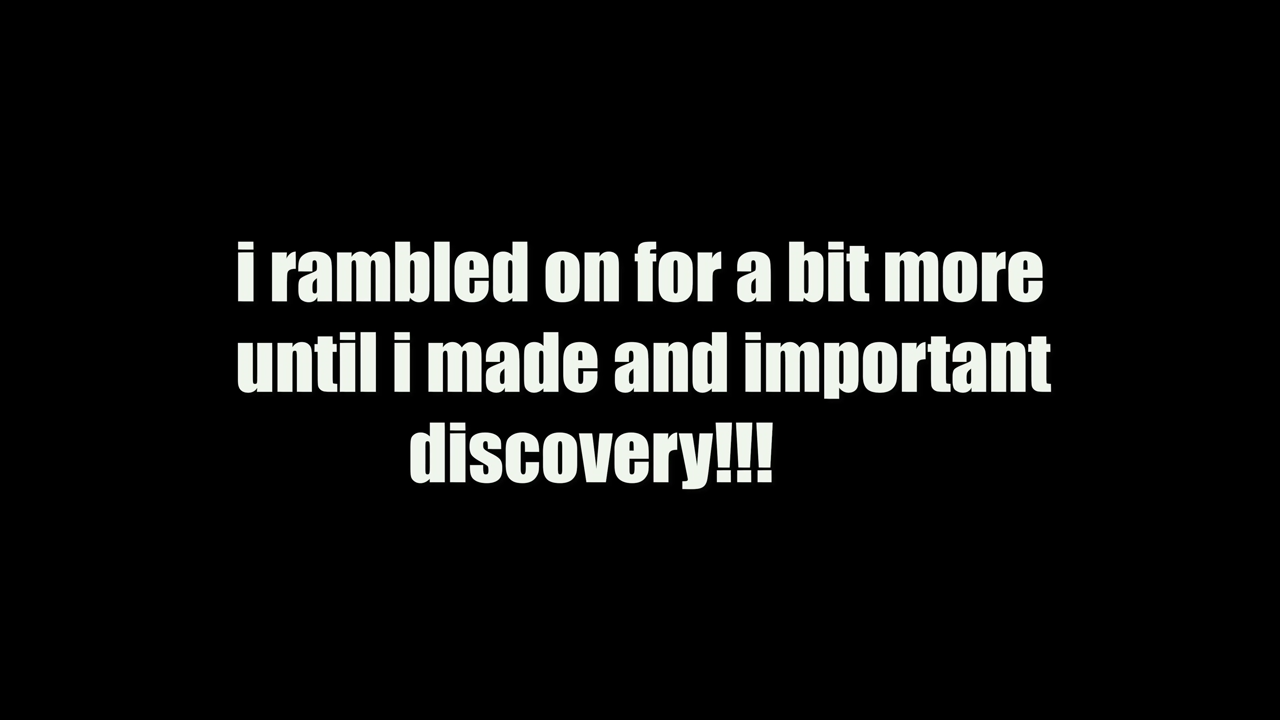 i rambled on for a bit more
until i made and important
discovery!!!